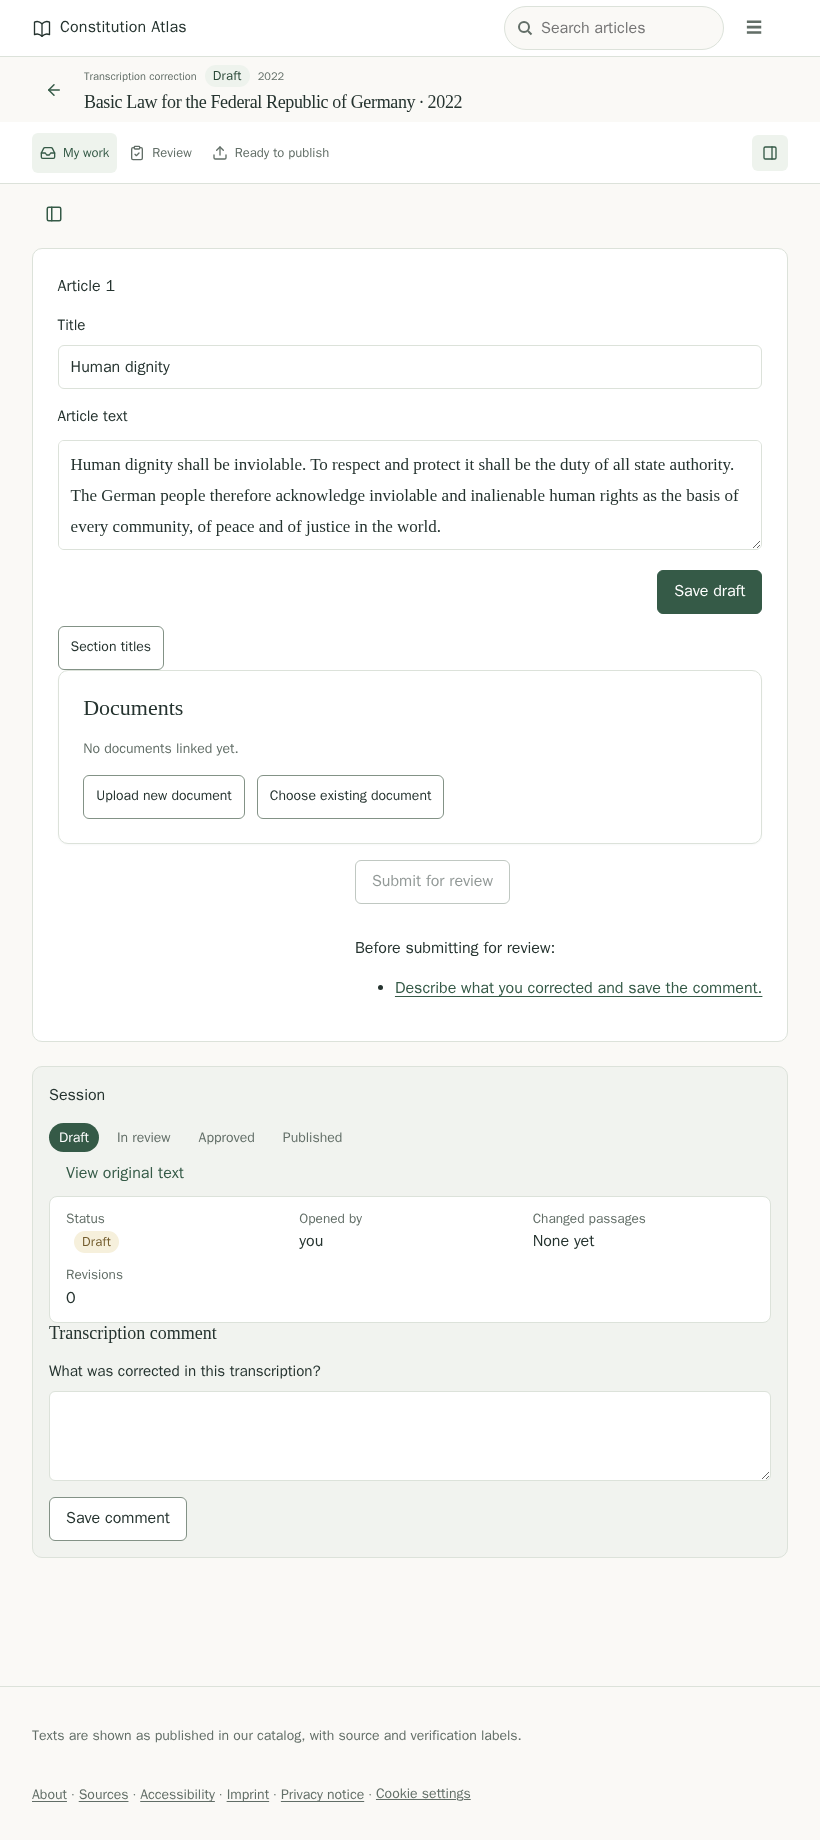 Constitution Atlas
Search articles
Transcription correction Draft 2022
Basic Law for the Federal Republic of Germany · 2022
My work Review Ready to publish
Article 1
Title
Human dignity
Article text
Human dignity shall be inviolable. To respect and protect it shall be the duty of all state authority.
The German people therefore acknowledge inviolable and inalienable human rights as the basis of
every community, of peace and of justice in the world.
Save draft
Section titles
Documents
No documents linked yet.
Upload new document Choose existing document
Submit for review
Before submitting for review:
• Describe what you corrected and save the comment.
Session
Draft In review Approved Published
View original text
Status Opened by Changed passages
Draft you None yet
Revisions
0
Transcription comment
What was corrected in this transcription?
Save comment
Texts are shown as published in our catalog, with source and verification labels.
About · Sources · Accessibility · Imprint · Privacy notice · Cookie settings